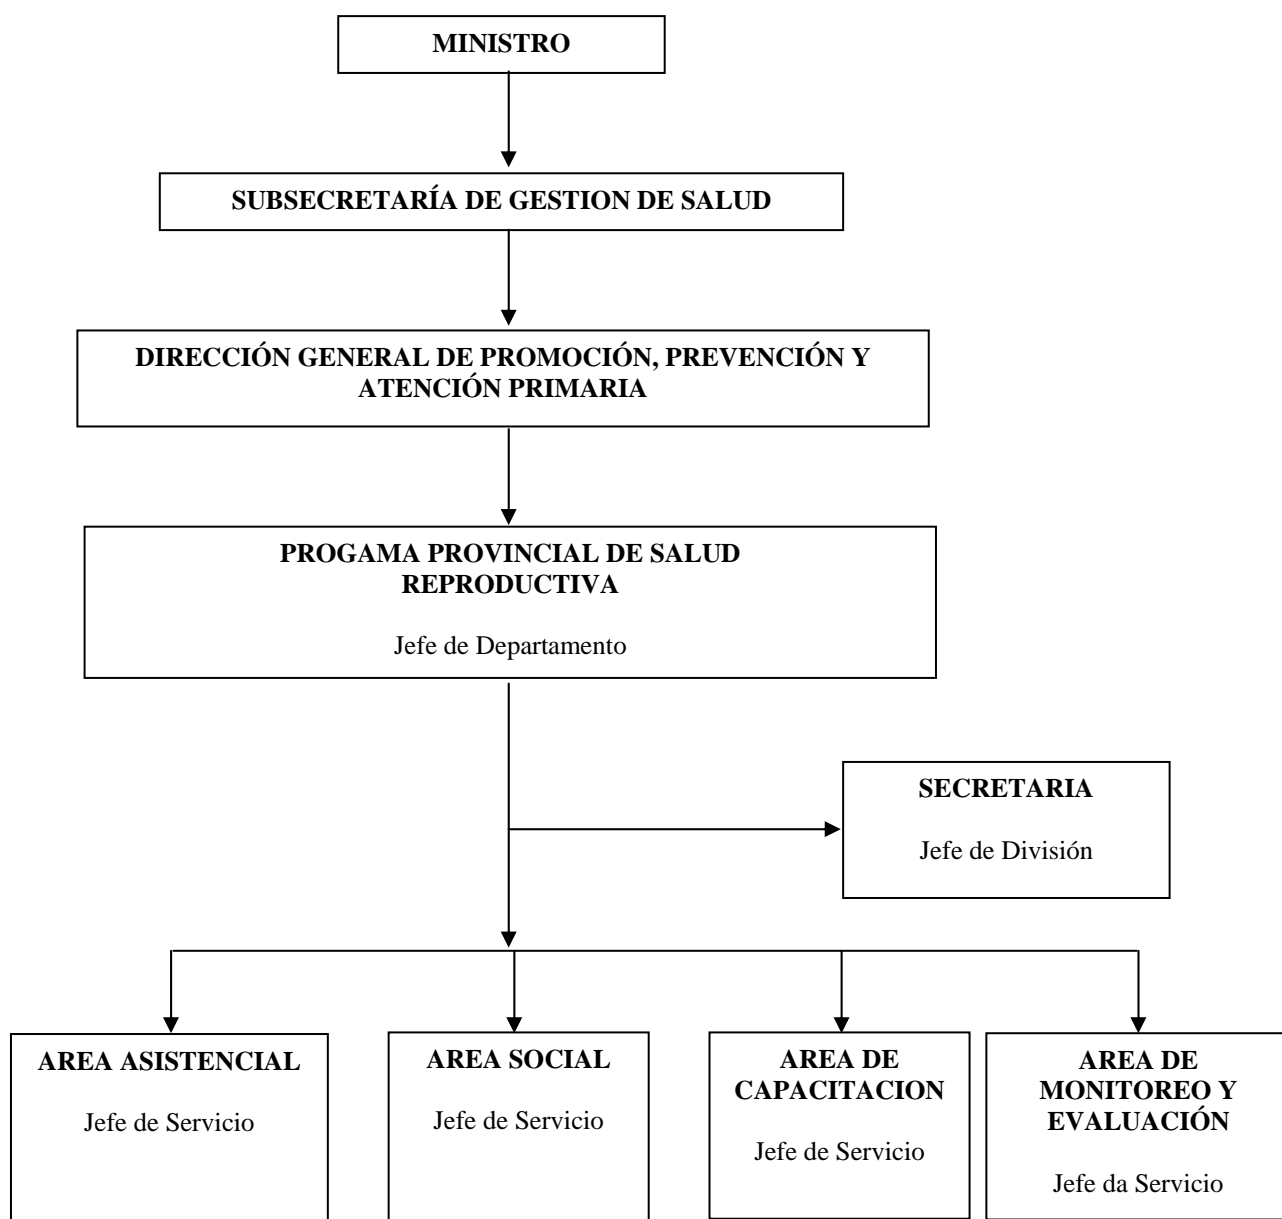 MINISTRO
SUBSECRETARÍA DE GESTION DE SALUD
DIRECCIÓN GENERAL DE PROMOCIÓN, PREVENCIÓN Y
ATENCIÓN PRIMARIA
PROGAMA PROVINCIAL DE SALUD
REPRODUCTIVA
Jefe de Departamento
SECRETARIA
Jefe de División
AREA ASISTENCIAL
Jefe de Servicio
AREA SOCIAL
Jefe de Servicio
AREA DE
CAPACITACION
Jefe de Servicio
AREA DE
MONITOREO Y
EVALUACIÓN
Jefe da Servicio